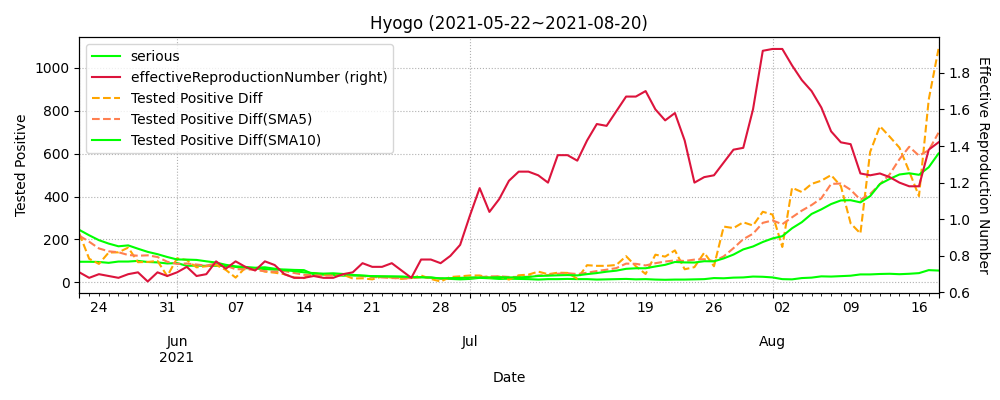 Hyogo (2021-05-22~2021-08-20)
serious
effectiveReproductionNumber (right)
Tested Positive Diff
Tested Positive Diff(SMA5)
Tested Positive Diff(SMA10)
Tested Positive
1000
800
600
400
200
0
Effective Reproduction Number
1.8
1.6
1.4
1.2
1.0
0.8
0.6
24 31 07 14 21 28 05 12 19 26 02 09 16
Jun Jul Aug
2021
Date